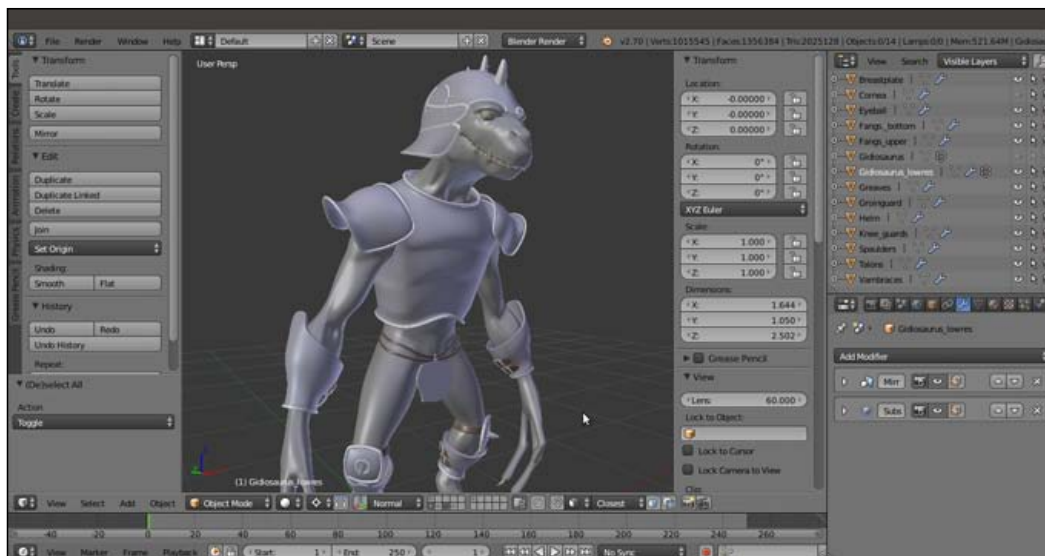 File Render Window Help Default Scene Blender Render v2.70 | Verts:1015545 | Faces:1356384 | Tris:2025128 | Objects:0/14 | Lamps:0/0 | Mem:521.64M |
User Persp
Tools
Create
Relations
Animation
Physics
Grease Pencil
Transform
Translate
Rotate
Scale
Mirror
Edit
Duplicate
Duplicate Linked
Delete
Join
Set Origin
Shading:
Smooth Flat
History
Undo Redo
Undo History
Repeat:
(De)select All
Action
Toggle
(1) Gidiosaurus_lowres
Transform
Location:
X: -0.00000
Y: -0.00000
Z: 0.00000
Rotation:
X: 0°
Y: 0°
Z: 0°
XYZ Euler
Scale:
X: 1.000
Y: 1.000
Z: 1.000
Dimensions:
X: 1.644
Y: 1.050
Z: 2.502
Grease Pencil
View
Lens: 60.000
Lock to Object:
Lock to Cursor
Lock Camera to View
Clip:
View Search Visible Layers
Breastplate
Cornea
Eyeball
Fangs_bottom
Fangs_upper
Gidiosaurus
Gidiosaurus_lowres
Greaves
Groinguard
Helm
Knee_guards
Spaulders
Talons
Vambraces
Gidiosaurus_lowres
Add Modifier
Mirr
Subs
View Select Add Object Object Mode Normal Closest
-40 -20 0 20 40 60 80 100 120 140 160 180 200 220 240 260
View Marker Frame Playback Start: 1 End: 250 1 No Sync